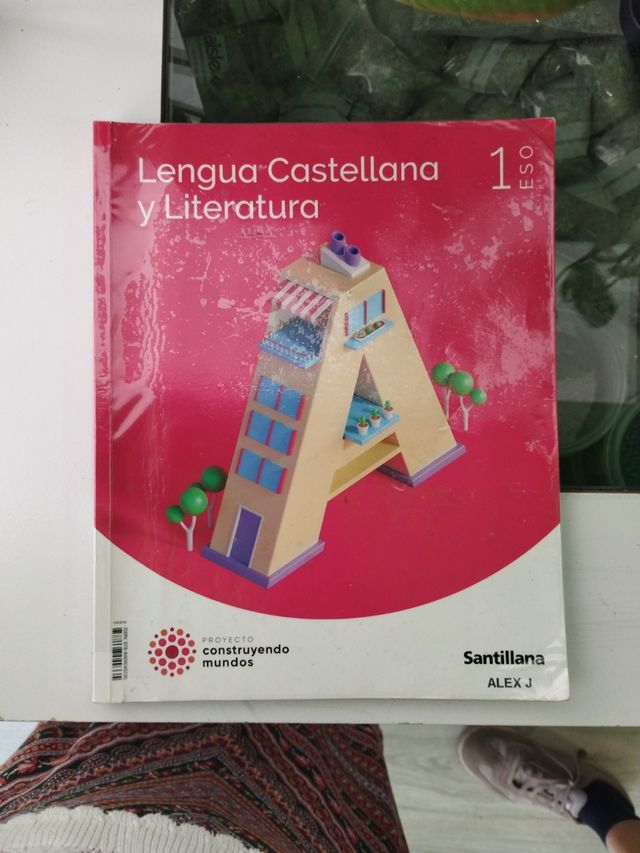 Lengua Castellana
y Literatura
1 ESO
PROYECTO
construyendo
mundos
Santillana
ALEX J